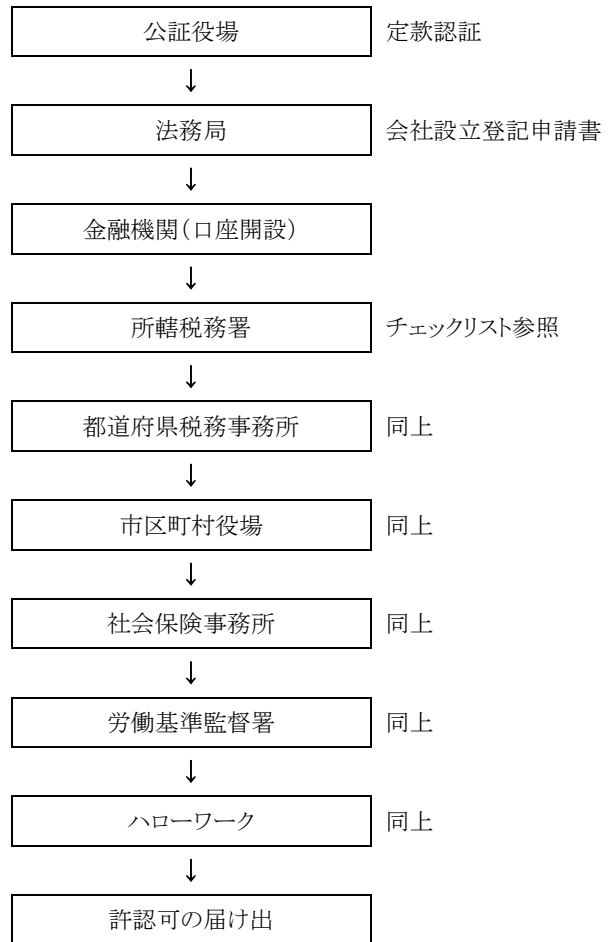 公証役場 定款認証
↓
法務局 会社設立登記申請書
↓
金融機関(口座開設)
↓
所轄税務署 チェックリスト参照
↓
都道府県税務事務所 同上
↓
市区町村役場 同上
↓
社会保険事務所 同上
↓
労働基準監督署 同上
↓
ハローワーク 同上
↓
許認可の届け出